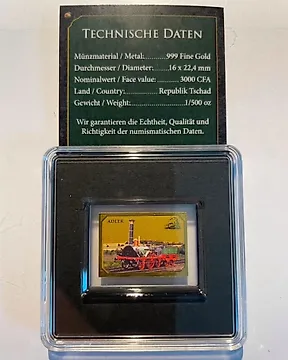 Technische Daten
Münzmaterial / Metal:..........999 Fine Gold
Durchmesser / Diameter:......16 x 22,4 mm
Nominalwert / Face value:..........3000 CFA
Land / Country:.............Republik Tschad
Gewicht / Weight:......................1/500 oz
Wir garantieren die Echtheit, Qualität und
Richtigkeit der numismatischen Daten.
ADLER